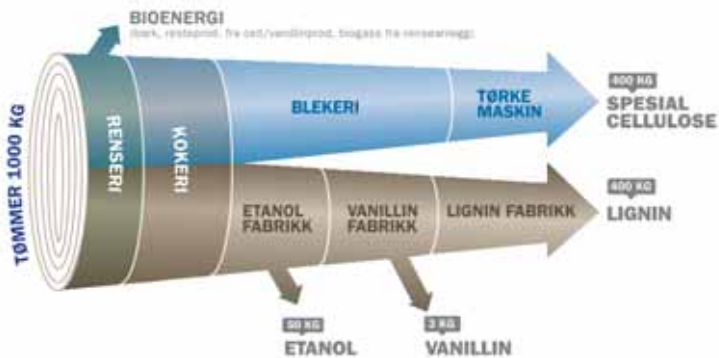 BIOENERGI
(bark, restprod. fra cell/vanillinprod, biogass fra renseanlegg)
TØMMER 1000 KG
RENSERI
KOKERI
BLEKERI
TØRKE
MASKIN
400 KG
SPESIAL
CELLULOSE
ETANOL
FABRIKK
VANILLIN
FABRIKK
LIGNIN FABRIKK
400 KG
LIGNIN
50 KG
ETANOL
3 KG
VANILLIN